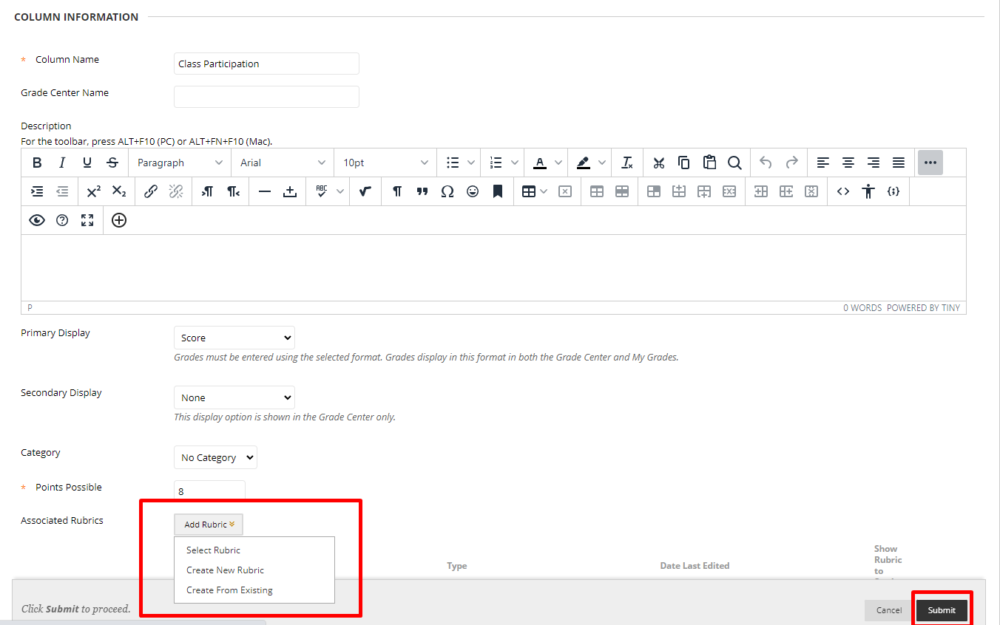 COLUMN INFORMATION
* Column Name
Class Participation
Grade Center Name
Description
For the toolbar, press ALT+F10 (PC) or ALT+FN+F10 (Mac).
B I U S Paragraph Arial 10pt A
ABC
P
0 WORDS POWERED BY TINY
Primary Display
Score
Grades must be entered using the selected format. Grades display in this format in both the Grade Center and My Grades.
Secondary Display
None
This display option is shown in the Grade Center only.
Category
No Category
* Points Possible
8
Associated Rubrics
Add Rubric
Select Rubric
Create New Rubric
Create From Existing
Type
Date Last Edited
Show
Rubric
to
Click Submit to proceed.
Cancel
Submit